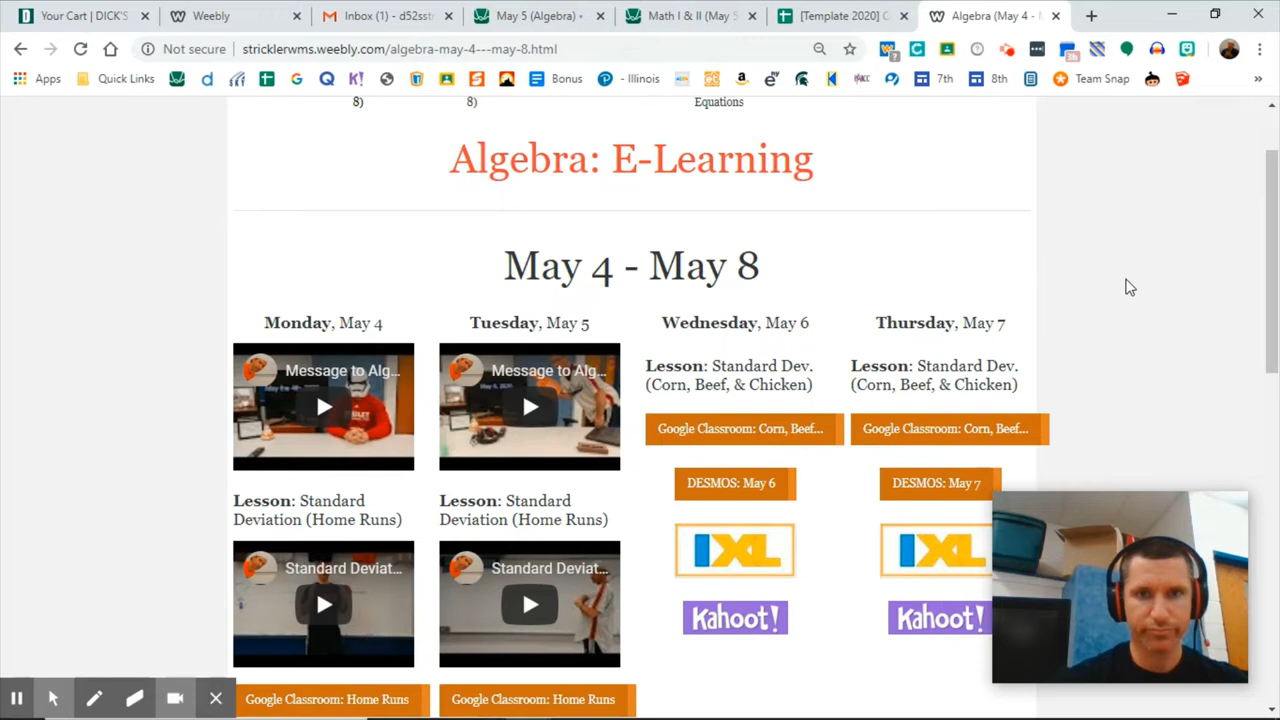 Your Cart | DICK'S
Weebly
Inbox (1) - d52sst
May 5 (Algebra) •
Math I & II (May 5
[Template 2020] C
Algebra (May 4 - M
Not secure
stricklerwms.weebly.com/algebra-may-4---may-8.html
Apps
Quick Links
Bonus
- Illinois
7th
8th
Team Snap
8)
8)
Equations
Algebra: E-Learning
May 4 - May 8
Monday, May 4
Tuesday, May 5
Wednesday, May 6
Thursday, May 7
Message to Alg...
Message to Alg...
Lesson: Standard Dev.
(Corn, Beef, & Chicken)
Lesson: Standard Dev.
(Corn, Beef, & Chicken)
Google Classroom: Corn, Beef...
Google Classroom: Corn, Beef...
DESMOS: May 6
DESMOS: May 7
Lesson: Standard
Deviation (Home Runs)
Lesson: Standard
Deviation (Home Runs)
IXL
IXL
Standard Deviat...
Standard Deviat...
Kahoot!
Kahoot!
Google Classroom: Home Runs
Google Classroom: Home Runs